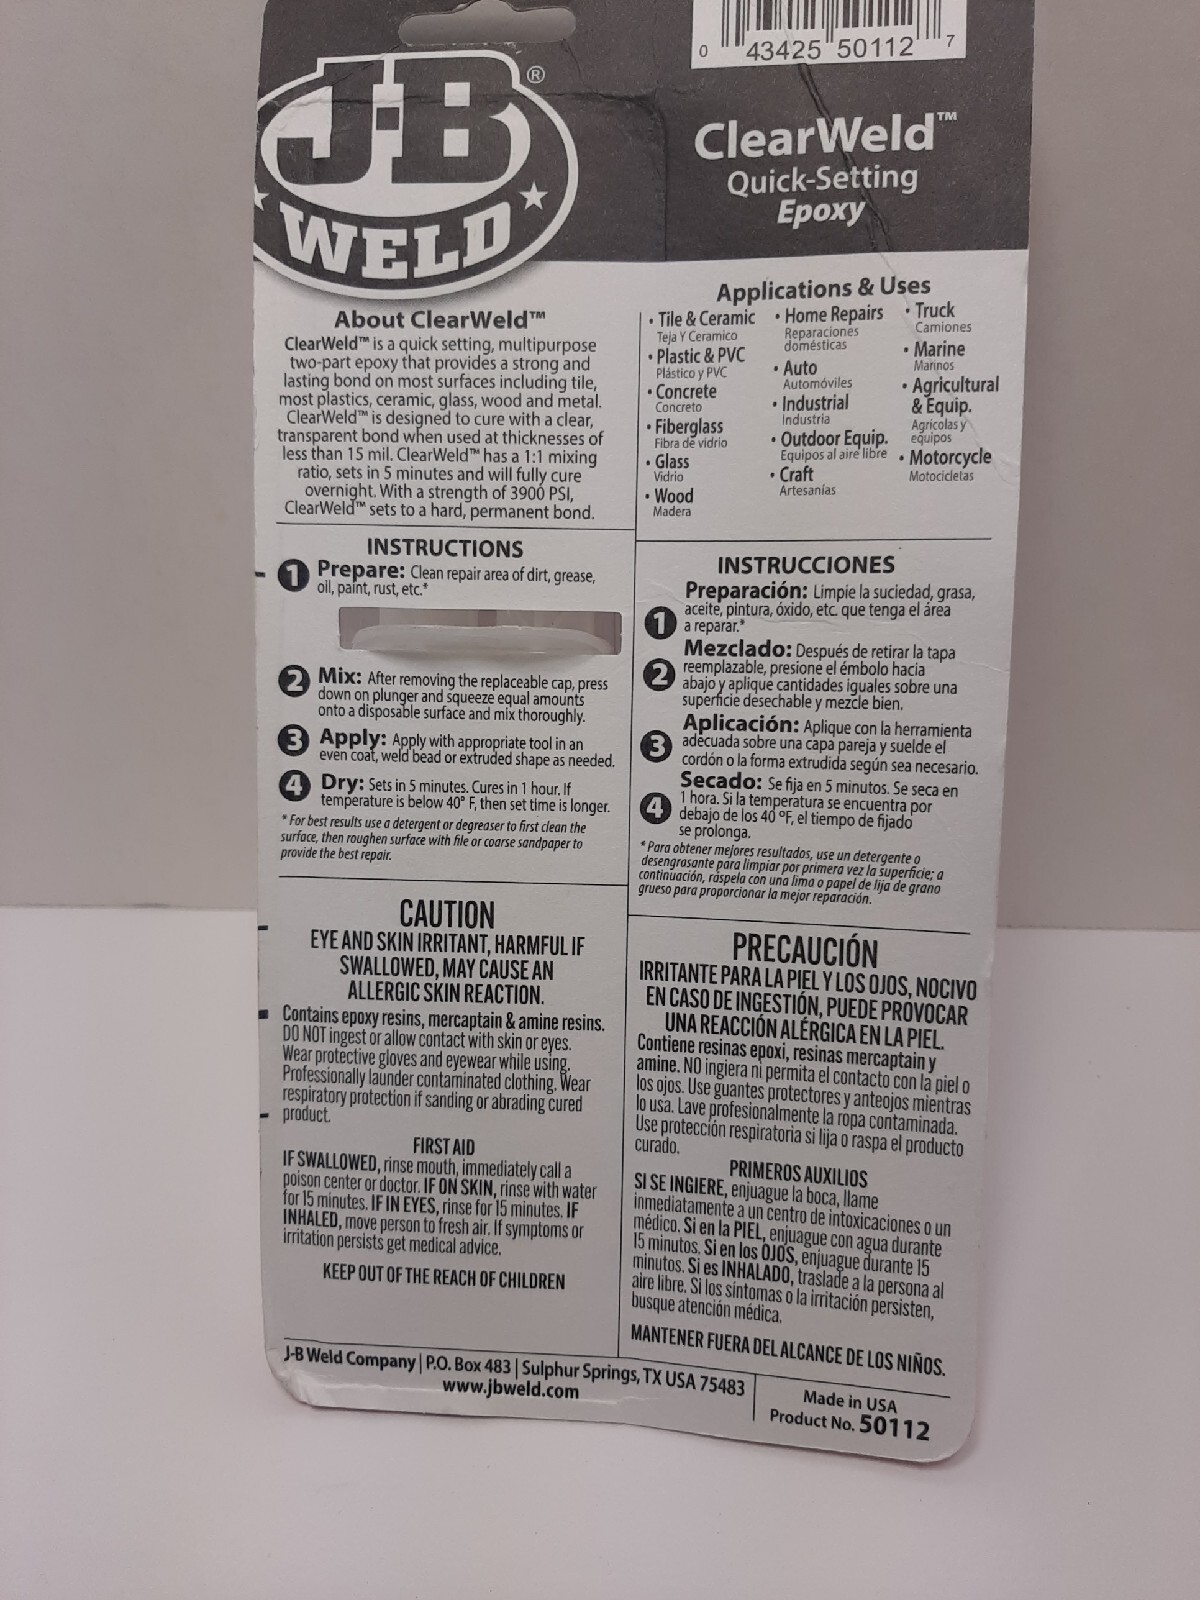 J-B®
WELD
0 43425 50112 7
ClearWeld™
Quick-Setting
Epoxy
About ClearWeld™
ClearWeld™ is a quick setting, multipurpose
two-part epoxy that provides a strong and
lasting bond on most surfaces including tile,
most plastics, ceramic, glass, wood and metal.
ClearWeld™ is designed to cure with a clear,
transparent bond when used at thicknesses of
less than 15 mil. ClearWeld™ has a 1:1 mixing
ratio, sets in 5 minutes and will fully cure
overnight. With a strength of 3900 PSI,
ClearWeld™ sets to a hard, permanent bond.
Applications & Uses
• Tile & Ceramic
Teja Y Ceramico
• Plastic & PVC
Plástico y PVC
• Concrete
Concreto
• Fiberglass
Fibra de vidrio
• Glass
Vidrio
• Wood
Madera
• Home Repairs
Reparaciones
domésticas
• Auto
Automóviles
• Industrial
Industria
• Outdoor Equip.
Equipos al aire libre
• Craft
Artesanías
• Truck
Camiones
• Marine
Marinos
• Agricultural
& Equip.
Agrícolas y
equipos
• Motorcycle
Motocicletas
INSTRUCTIONS
1 Prepare: Clean repair area of dirt, grease,
oil, paint, rust, etc.*
2 Mix: After removing the replaceable cap, press
down on plunger and squeeze equal amounts
onto a disposable surface and mix thoroughly.
3 Apply: Apply with appropriate tool in an
even coat, weld bead or extruded shape as needed.
4 Dry: Sets in 5 minutes. Cures in 1 hour. If
temperature is below 40° F, then set time is longer.
* For best results use a detergent or degreaser to first clean the
surface, then roughen surface with file or coarse sandpaper to
provide the best repair.
INSTRUCCIONES
1 Preparación: Limpie la suciedad, grasa,
aceite, pintura, óxido, etc. que tenga el área
a reparar.*
2 Mezclado: Después de retirar la tapa
reemplazable, presione el émbolo hacia
abajo y aplique cantidades iguales sobre una
superficie desechable y mezcle bien.
3 Aplicación: Aplique con la herramienta
adecuada sobre una capa pareja y suelde el
cordón o la forma extrudida según sea necesario.
4 Secado: Se fija en 5 minutos. Se seca en
1 hora. Si la temperatura se encuentra por
debajo de los 40 ºF, el tiempo de fijado
se prolonga.
* Para obtener mejores resultados, use un detergente o
desengrasante para limpiar por primera vez la superficie; a
continuación, ráspela con una lima o papel de lija de grano
grueso para proporcionar la mejor reparación.
CAUTION
EYE AND SKIN IRRITANT, HARMFUL IF
SWALLOWED, MAY CAUSE AN
ALLERGIC SKIN REACTION.
Contains epoxy resins, mercaptain & amine resins.
DO NOT ingest or allow contact with skin or eyes.
Wear protective gloves and eyewear while using.
Professionally launder contaminated clothing. Wear
respiratory protection if sanding or abrading cured
product.
FIRST AID
IF SWALLOWED, rinse mouth, immediately call a
poison center or doctor. IF ON SKIN, rinse with water
for 15 minutes. IF IN EYES, rinse for 15 minutes. IF
INHALED, move person to fresh air. If symptoms or
irritation persists get medical advice.
KEEP OUT OF THE REACH OF CHILDREN
PRECAUCIÓN
IRRITANTE PARA LA PIEL Y LOS OJOS, NOCIVO
EN CASO DE INGESTIÓN, PUEDE PROVOCAR
UNA REACCIÓN ALÉRGICA EN LA PIEL.
Contiene resinas epoxi, resinas mercaptain y
amine. NO ingiera ni permita el contacto con la piel o
los ojos. Use guantes protectores y anteojos mientras
lo usa. Lave profesionalmente la ropa contaminada.
Use protección respiratoria si lija o raspa el producto
curado.
PRIMEROS AUXILIOS
SI SE INGIERE, enjuague la boca, llame
inmediatamente a un centro de intoxicaciones o un
médico. Si en la PIEL, enjuague con agua durante
15 minutos. Si en los OJOS, enjuague durante 15
minutos. Si es INHALADO, traslade a la persona al
aire libre. Si los síntomas o la irritación persisten,
busque atención médica.
MANTENER FUERA DEL ALCANCE DE LOS NIÑOS.
J-B Weld Company | P.O. Box 483 | Sulphur Springs, TX USA 75483
www.jbweld.com
Made in USA
Product No. 50112